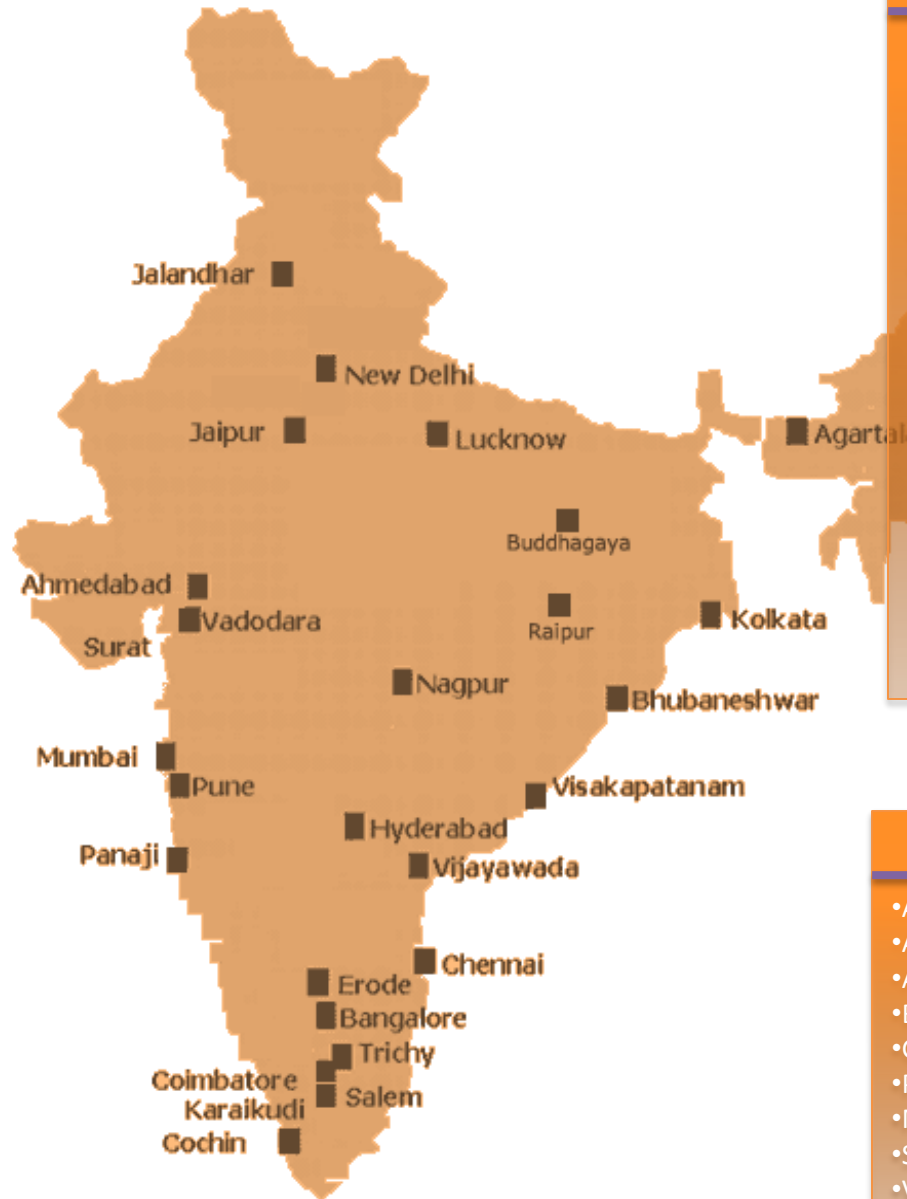 Jalandhar
New Delhi
Jaipur
Lucknow
Agartal
Buddhagaya
Ahmedabad
Vadodara
Raipur
Kolkata
Surat
Nagpur
Bhubaneshwar
Mumbai
Pune
Visakapatanam
Hyderabad
Panaji
Vijayawada
Chennai
Erode
Bangalore
Trichy
Coimbatore
Salem
Karaikudi
Cochin